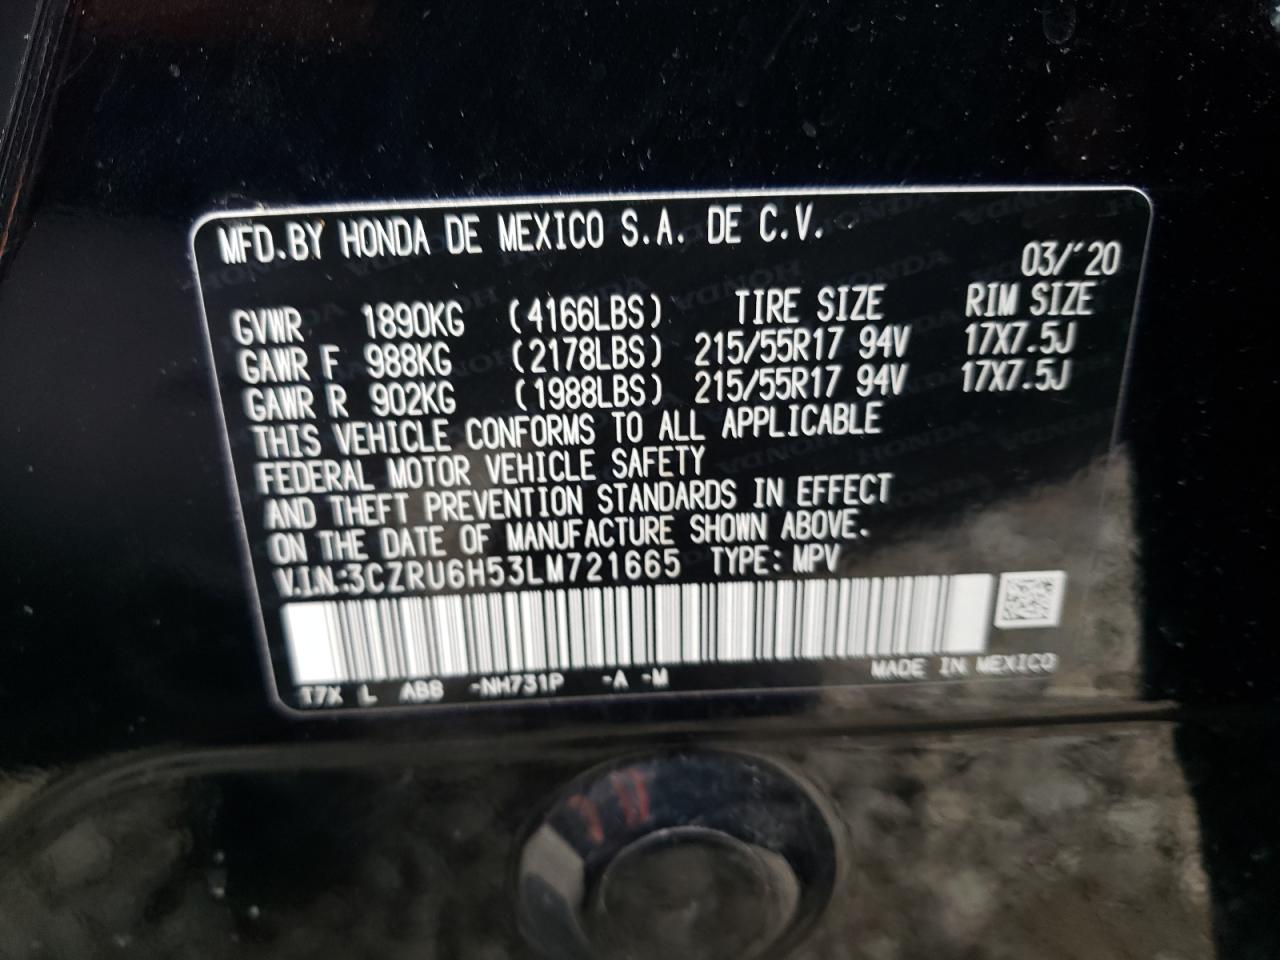 MFD.BY HONDA DE MEXICO S.A. DE C.V.
03/'20
GVWR 1890KG (4166LBS) TIRE SIZE RIM SIZE
GAWR F 988KG (2178LBS) 215/55R17 94V 17X7.5J
GAWR R 902KG (1988LBS) 215/55R17 94V 17X7.5J
THIS VEHICLE CONFORMS TO ALL APPLICABLE
FEDERAL MOTOR VEHICLE SAFETY
AND THEFT PREVENTION STANDARDS IN EFFECT
ON THE DATE OF MANUFACTURE SHOWN ABOVE.
V.I.N.:3CZRU6H53LM721665 TYPE: MPV
T7X L ABB -NH731P -A -M MADE IN MEXICO